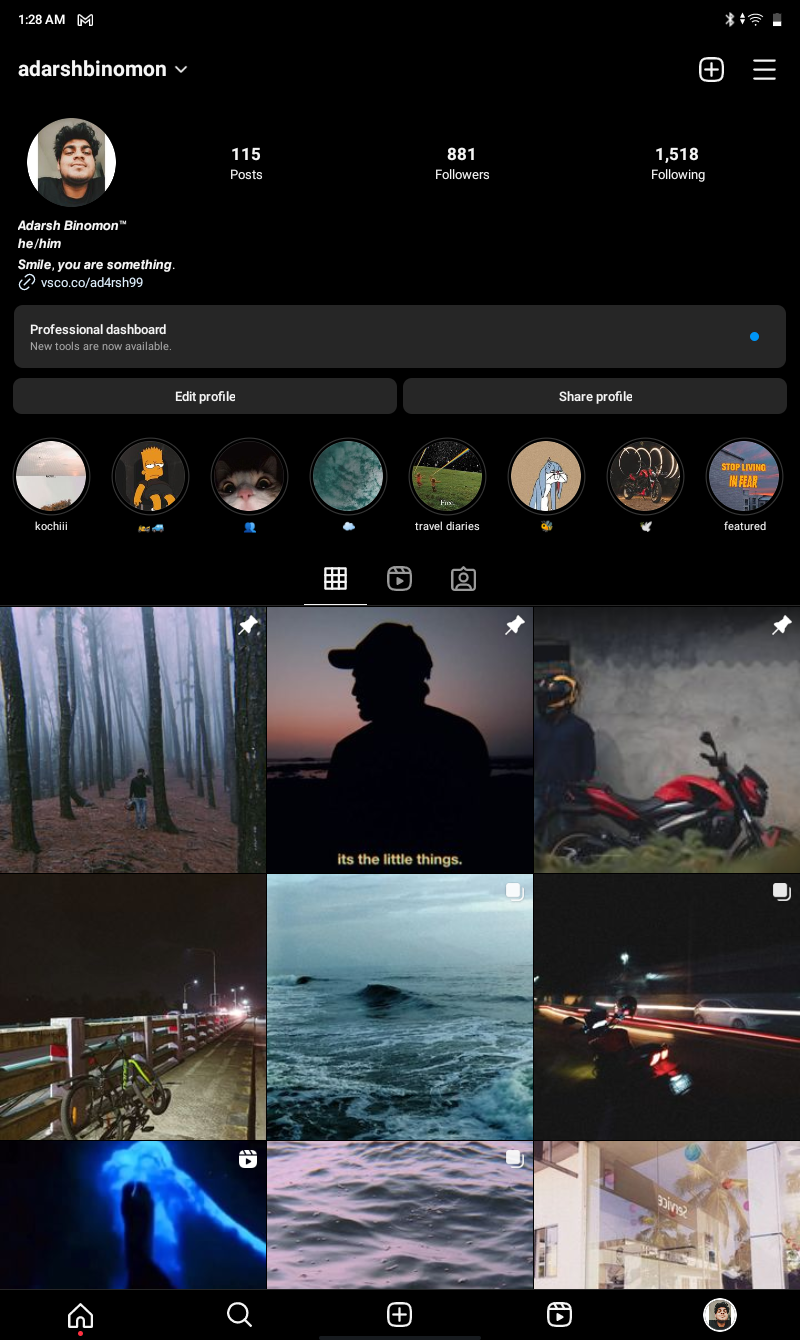 1:28 AM
adarshbinomon
115
Posts
881
Followers
1,518
Following
Adarsh Binomon™
he/him
Smile, you are something.
vsco.co/ad4rsh99
Professional dashboard
New tools are now available.
Edit profile
Share profile
STOP LIVING
IN FEAR
Fox.
kochiii
travel diaries
featured
its the little things.
Service